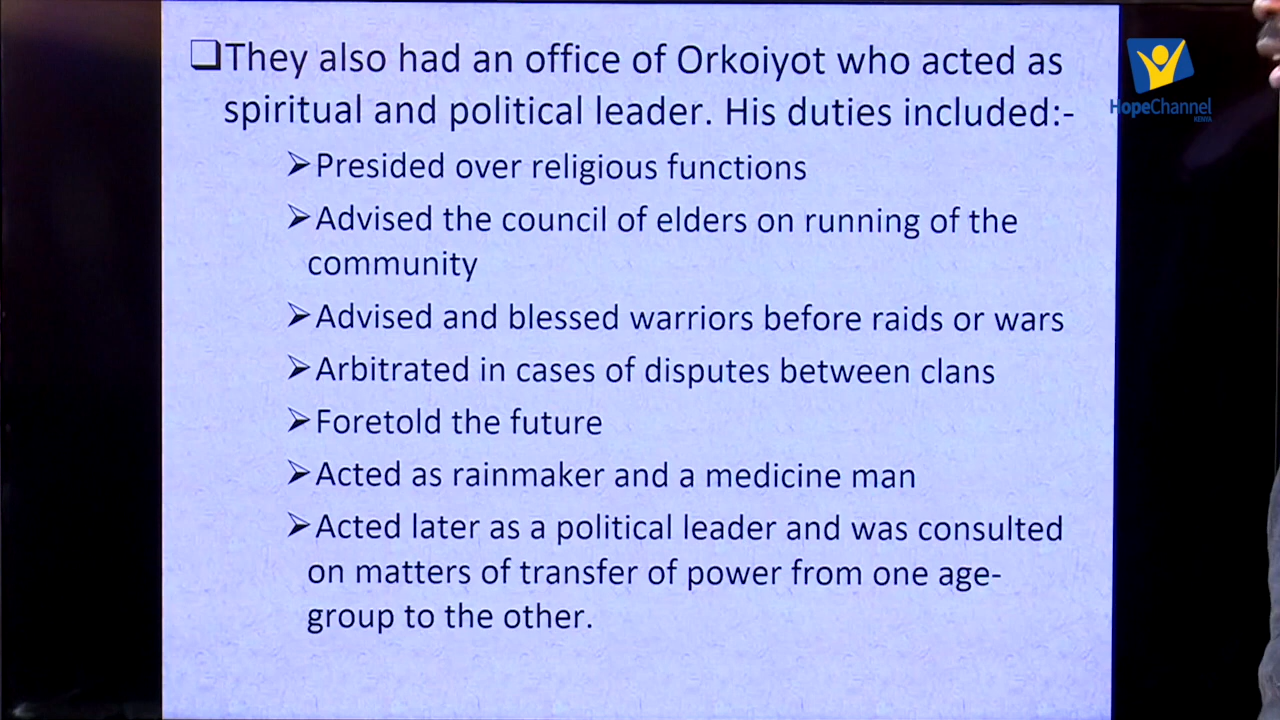 ❑They also had an office of Orkoiyot who acted as
spiritual and political leader. His duties included:-
➢Presided over religious functions
➢Advised the council of elders on running of the
community
➢Advised and blessed warriors before raids or wars
➢Arbitrated in cases of disputes between clans
➢Foretold the future
➢Acted as rainmaker and a medicine man
➢Acted later as a political leader and was consulted
on matters of transfer of power from one age-
group to the other.
HopeChannel
KENYA